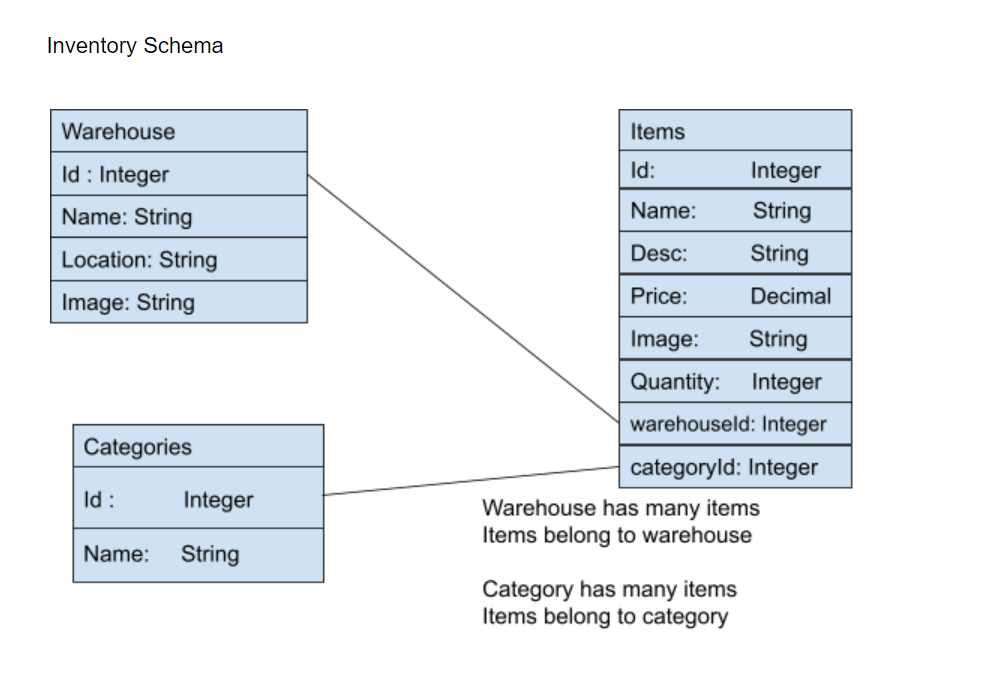 Inventory Schema
Warehouse
Id : Integer
Name: String
Location: String
Image: String
Items
Id: Integer
Name: String
Desc: String
Price: Decimal
Image: String
Quantity: Integer
warehouseId: Integer
categoryId: Integer
Categories
Id : Integer
Name: String
Warehouse has many items
Items belong to warehouse
Category has many items
Items belong to category